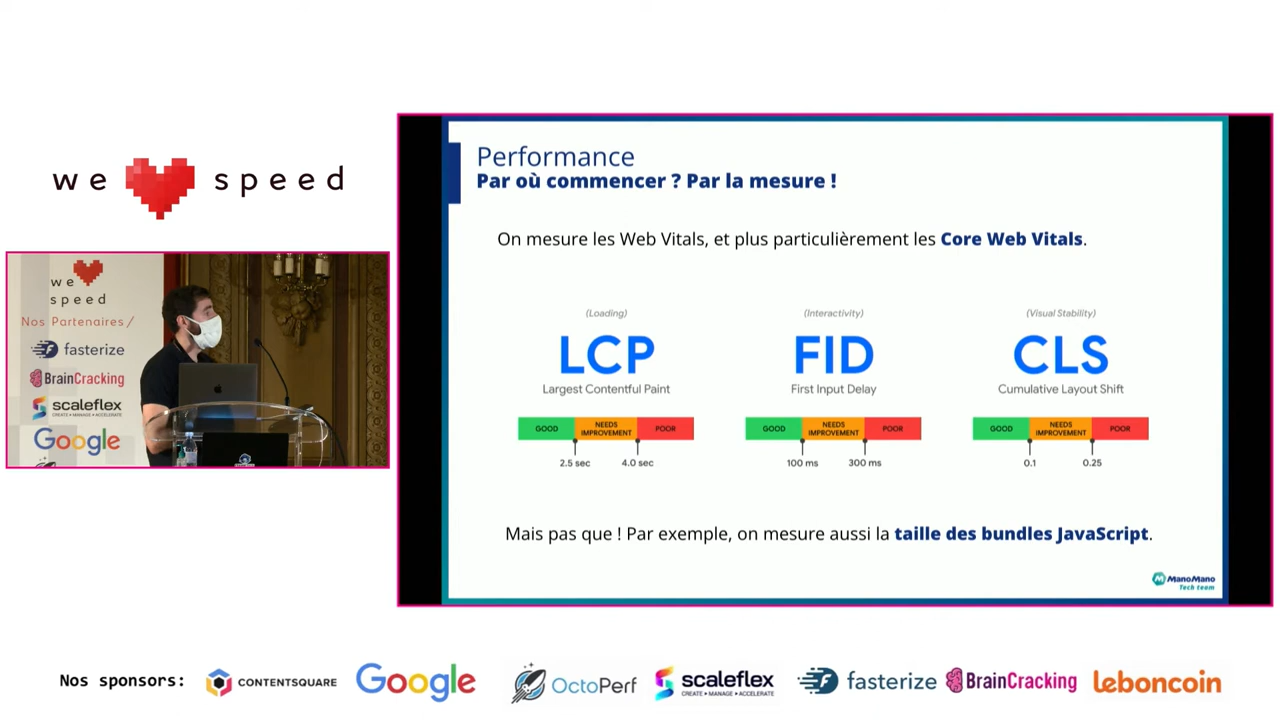 we speed
we
speed
Nos Partenaires/
fasterize
BrainCracking
scaleflex
CREATE • MANAGE • ACCELERATE
Google
Performance
Par où commencer ? Par la mesure !
On mesure les Web Vitals, et plus particulièrement les Core Web Vitals.
(Loading)
LCP
Largest Contentful Paint
GOOD
NEEDS
IMPROVEMENT
POOR
2.5 sec
4.0 sec
(Interactivity)
FID
First Input Delay
GOOD
NEEDS
IMPROVEMENT
POOR
100 ms
300 ms
(Visual Stability)
CLS
Cumulative Layout Shift
GOOD
NEEDS
IMPROVEMENT
POOR
0.1
0.25
Mais pas que ! Par exemple, on mesure aussi la taille des bundles JavaScript.
ManoMano
Tech team
Nos sponsors:
CONTENTSQUARE
Google
OctoPerf
scaleflex
CREATE • MANAGE • ACCELERATE
fasterize
BrainCracking
leboncoin